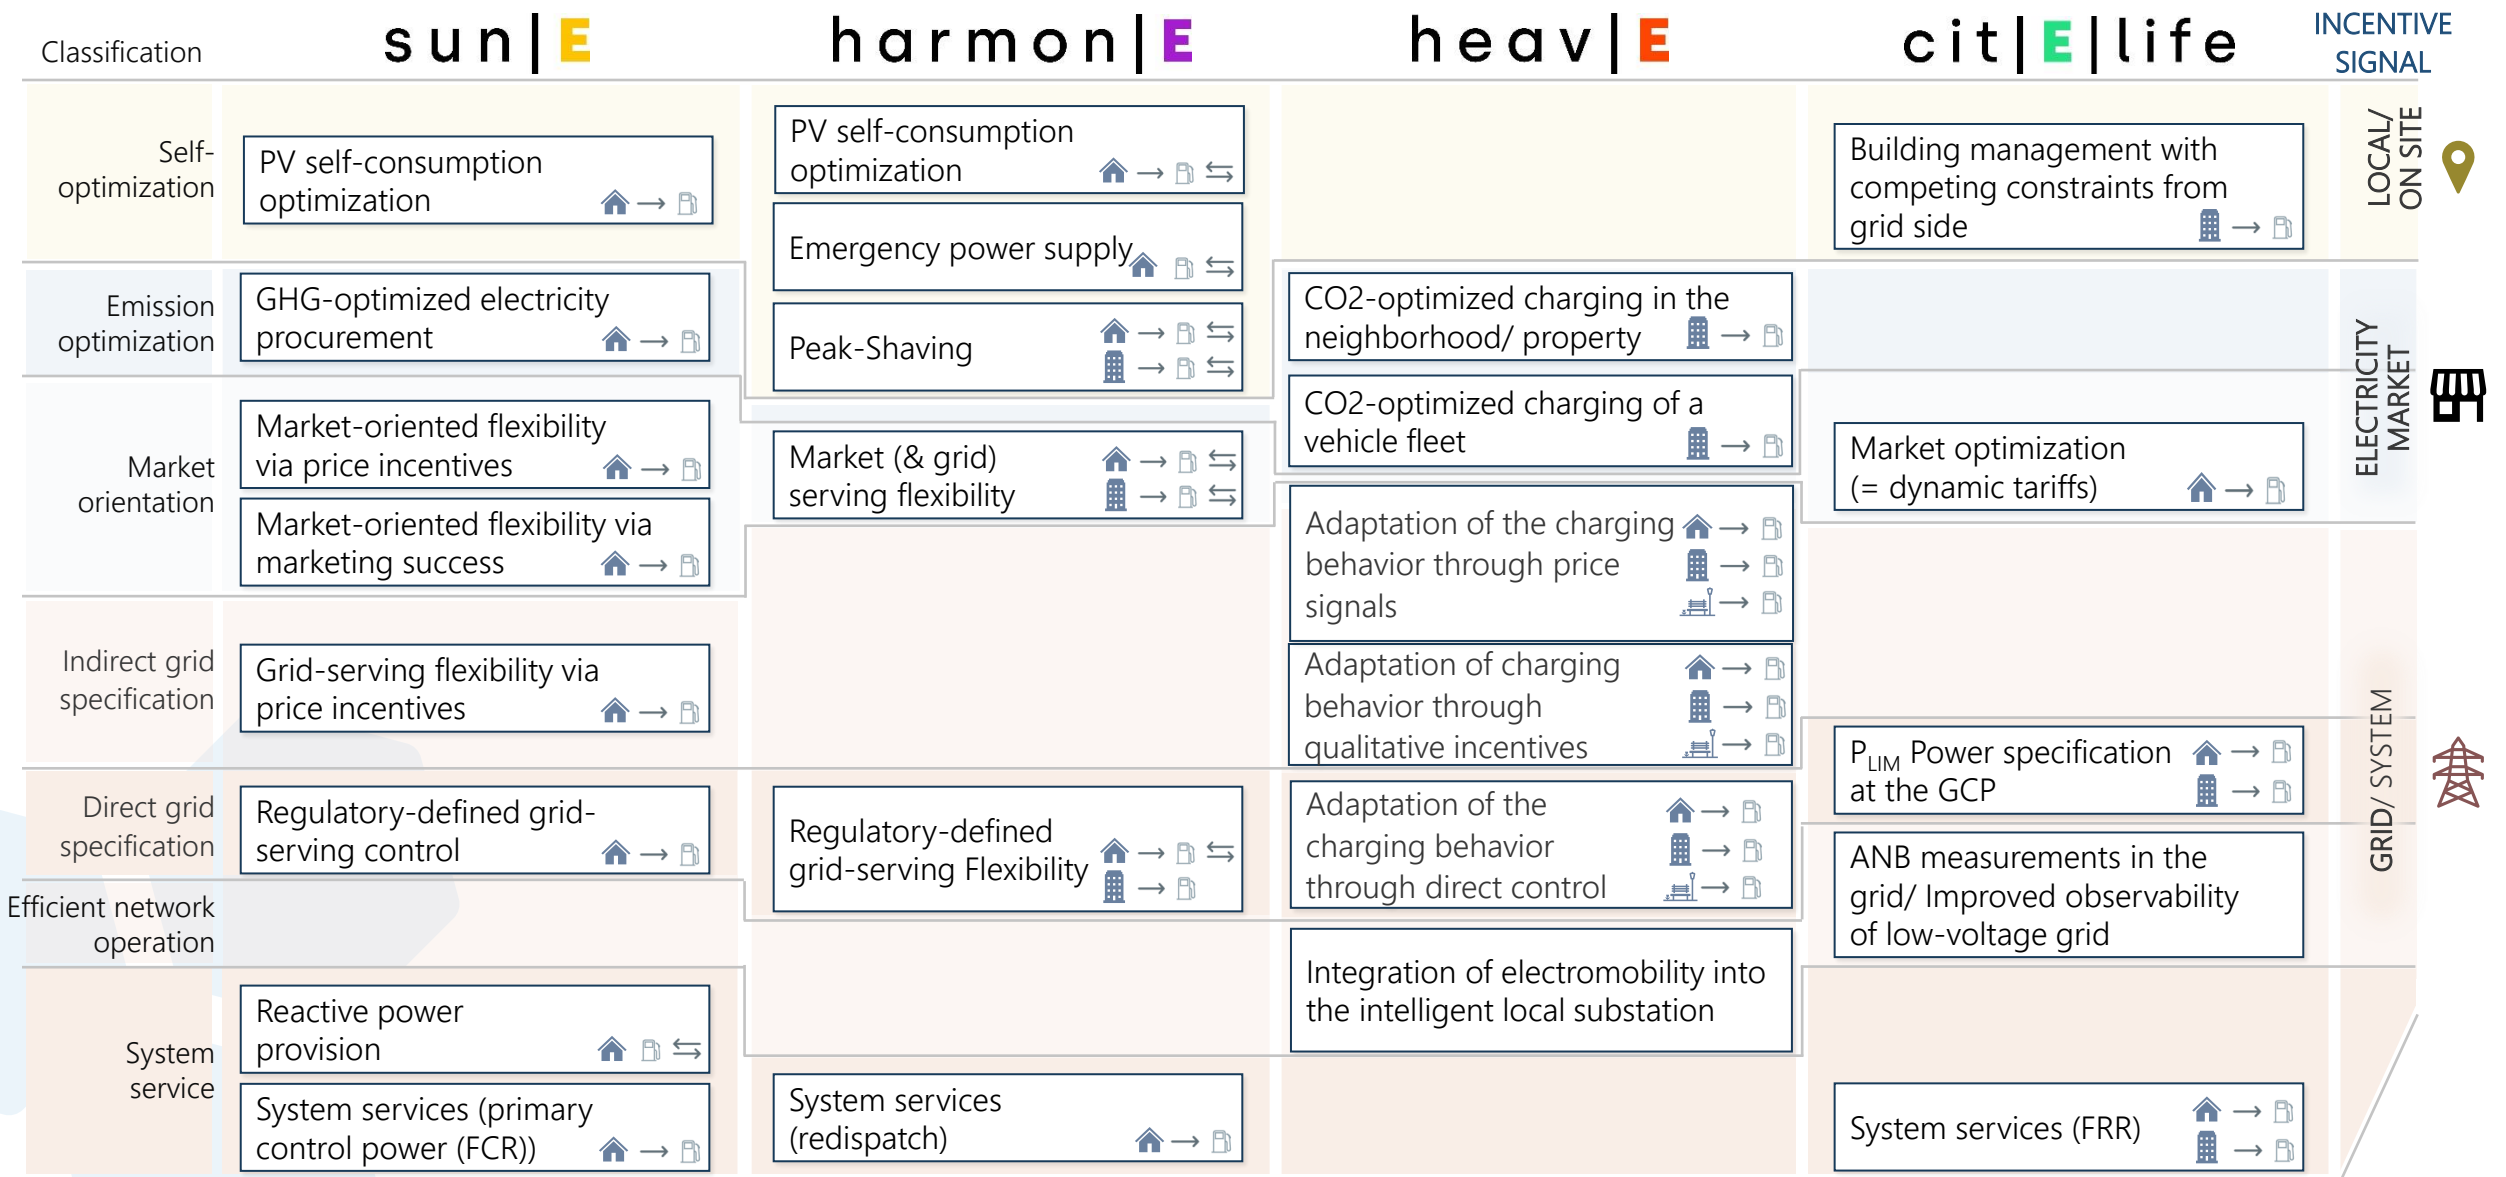 Classification
sun|E
harmon|E
heav|E
cit|E|life
INCENTIVE
SIGNAL
Self-
optimization
PV self-consumption
optimization
PV self-consumption
optimization
Emergency power supply
Peak-Shaving
Building management with
competing constraints from
grid side
LOCAL/
ON SITE
Emission
optimization
GHG-optimized electricity
procurement
CO2-optimized charging in the
neighborhood/ property
CO2-optimized charging of a
vehicle fleet
ELECTRICITY
MARKET
Market
orientation
Market-oriented flexibility
via price incentives
Market-oriented flexibility via
marketing success
Market (& grid)
serving flexibility
Market optimization
(= dynamic tariffs)
Indirect grid
specification
Grid-serving flexibility via
price incentives
Adaptation of the charging
behavior through price
signals
Adaptation of charging
behavior through
qualitative incentives
GRID/ SYSTEM
Direct grid
specification
Regulatory-defined grid-
serving control
Regulatory-defined
grid-serving Flexibility
Adaptation of the
charging behavior
through direct control
PLIM Power specification
at the GCP
Efficient network
operation
Integration of electromobility into
the intelligent local substation
ANB measurements in the
grid/ Improved observability
of low-voltage grid
System
service
Reactive power
provision
System services (primary
control power (FCR))
System services
(redispatch)
System services (FRR)